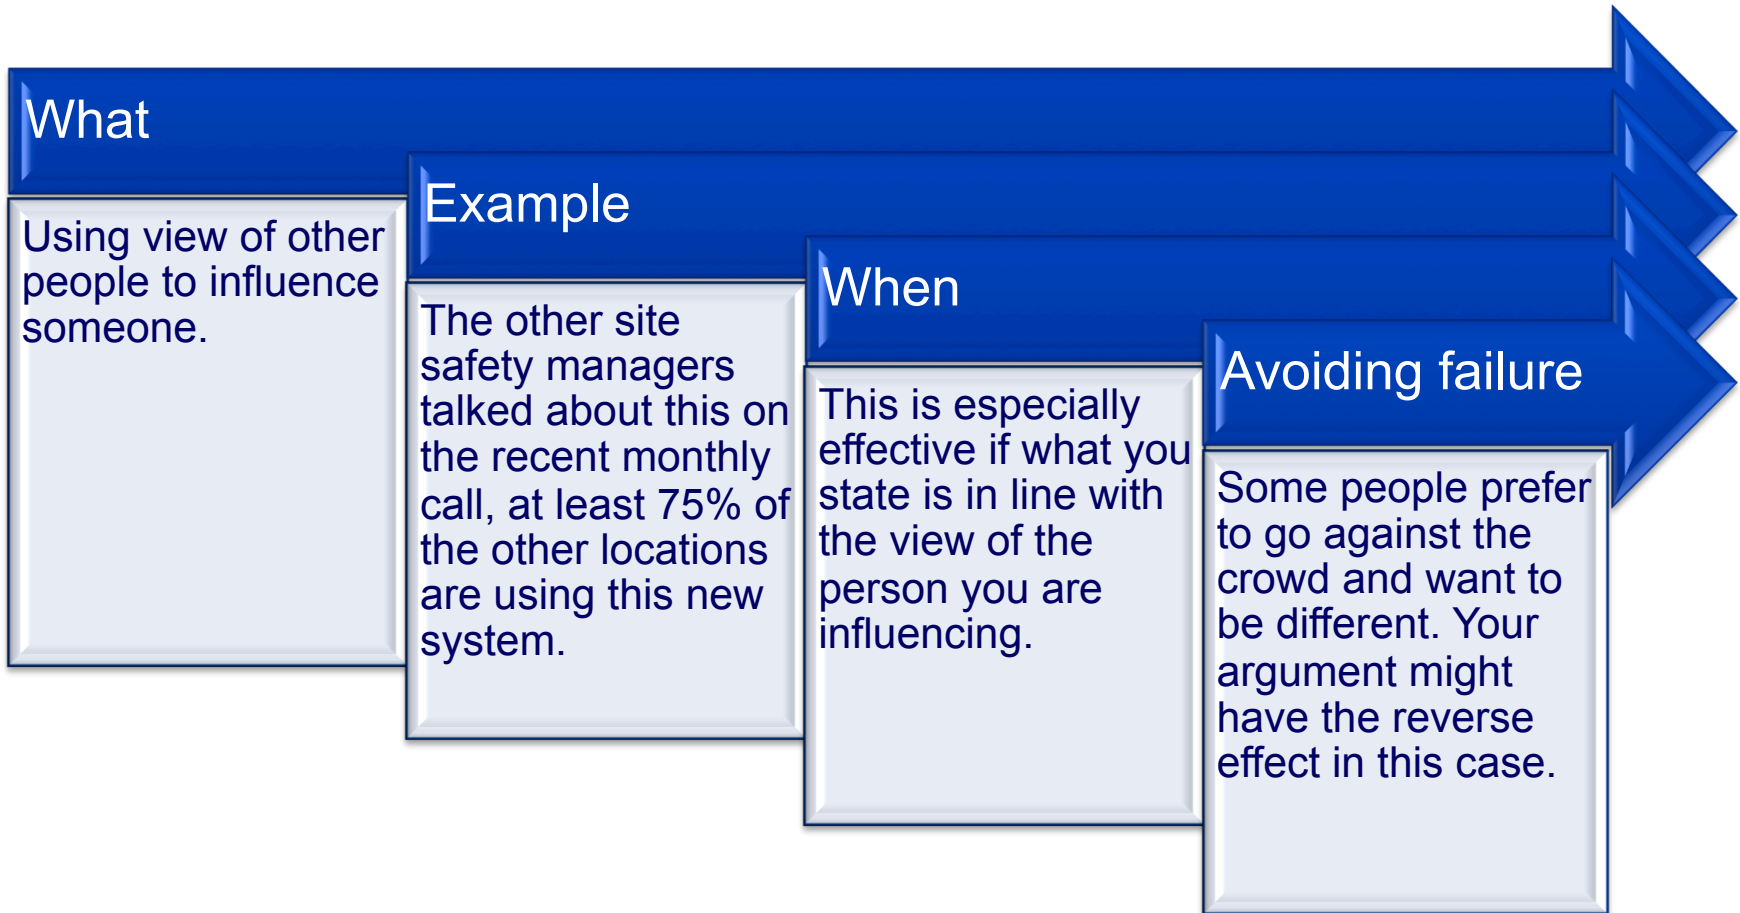 What
Using view of other
people to influence
someone.
Example
The other site
safety managers
talked about this on
the recent monthly
call, at least 75% of
the other locations
are using this new
system.
When
This is especially
effective if what you
state is in line with
the view of the
person you are
influencing.
Avoiding failure
Some people prefer
to go against the
crowd and want to
be different. Your
argument might
have the reverse
effect in this case.